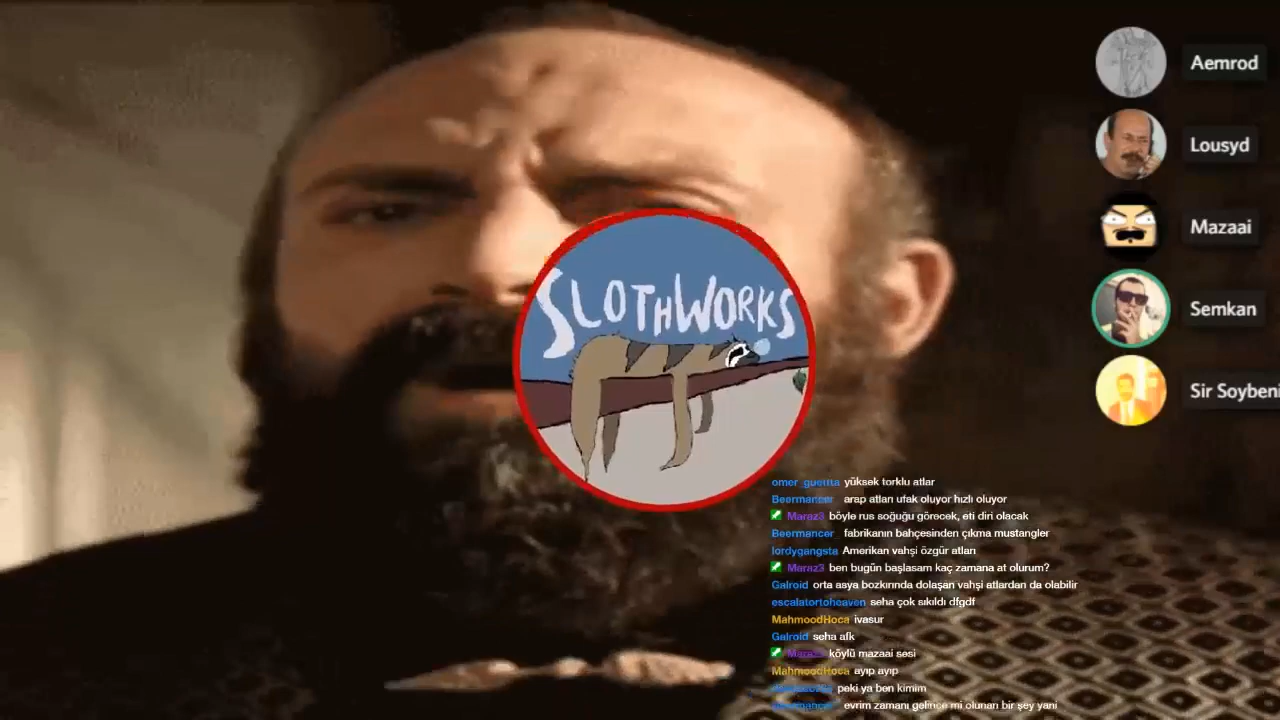 Aemrod
Lousyd
Mazaai
Semkan
Sir Soybeni
SLOTHWORKS
omer_guerrta yüksek torklu atlar
Beermancer_ arap atları ufak oluyor hızlı oluyor
Maraz3 böyle rus soğuğu görecek, eti diri olacak
Beermancer_ fabrikanın bahçesinden çıkma mustangler
lordygangsta Amerikan vahşi özgür atları
Maraz3 ben bugün başlasam kaç zamana at olurum?
Galroid orta asya bozkırında dolaşan vahşi atlardan da olabilir
escalatortoheaven seha çok sıkıldı dfgdf
MahmoodHoca ivasur
Galroid seha afk
Maraz3 köylü mazaai sesi
MahmoodHoca ayıp ayıp
peki ya ben kimim
evrim zamanı gelince mi olunan bir şey yani